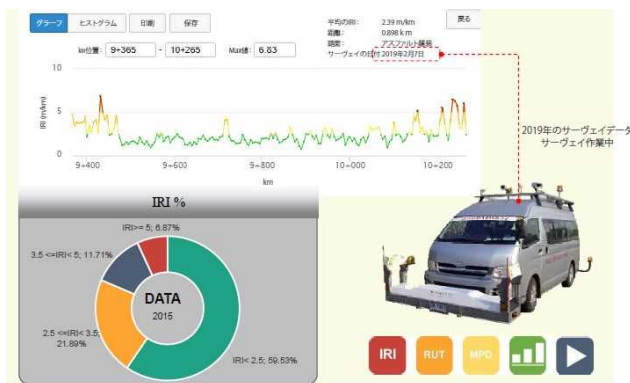 グラーフ ヒストグラム 印刷 保存
平均のIRI: 2.39 m/km
距離: 0.898 k m
路面: アスファルト舗装
サーヴェイの日付 2019年2月7日
戻る
km位置: 9+365 - 10+265 Max値: 6.83
10
5
0
IRI (m/km)
9+400 9+600 9+800 10+000 10+200
km
2019年のサーヴェイデータ
サーヴェイ作業中
IRI %
IRI>= 5; 6.87%
3.5 <=IRI< 5; 11.71%
DATA
2015
2.5 <=IRI< 3.5;
21.89%
IRI< 2.5; 59.53%
IRI RUT MPD